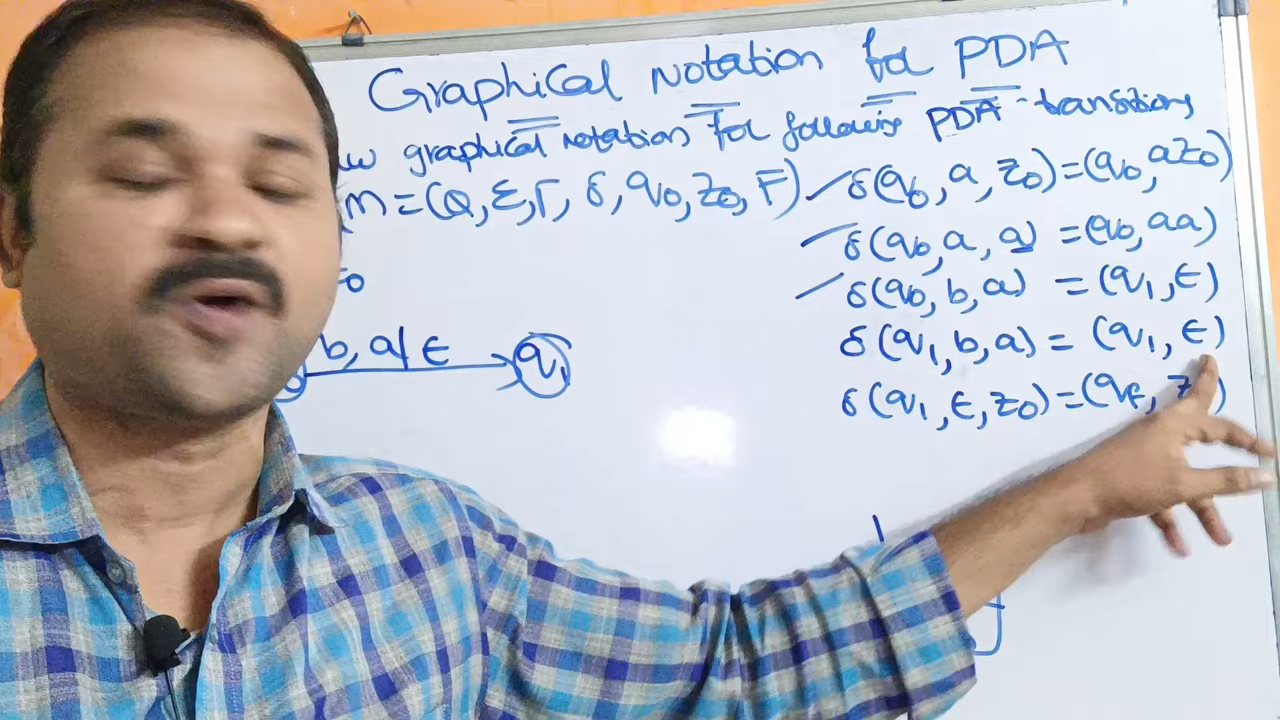 Graphical Notation for PDA
graphical notation for following PDA transitions
M=(Q,Σ,Γ, δ, q0, z0, F)
δ(q0, a, z0)=(q0, az0)
δ(q0, a, a) =(q0, aa)
δ(q0, b, a) =(q1, ϵ)
δ(q1, b, a) = (q1, ϵ)
δ(q1, ϵ, z0)=(qf,
b, a/ ϵ
q1